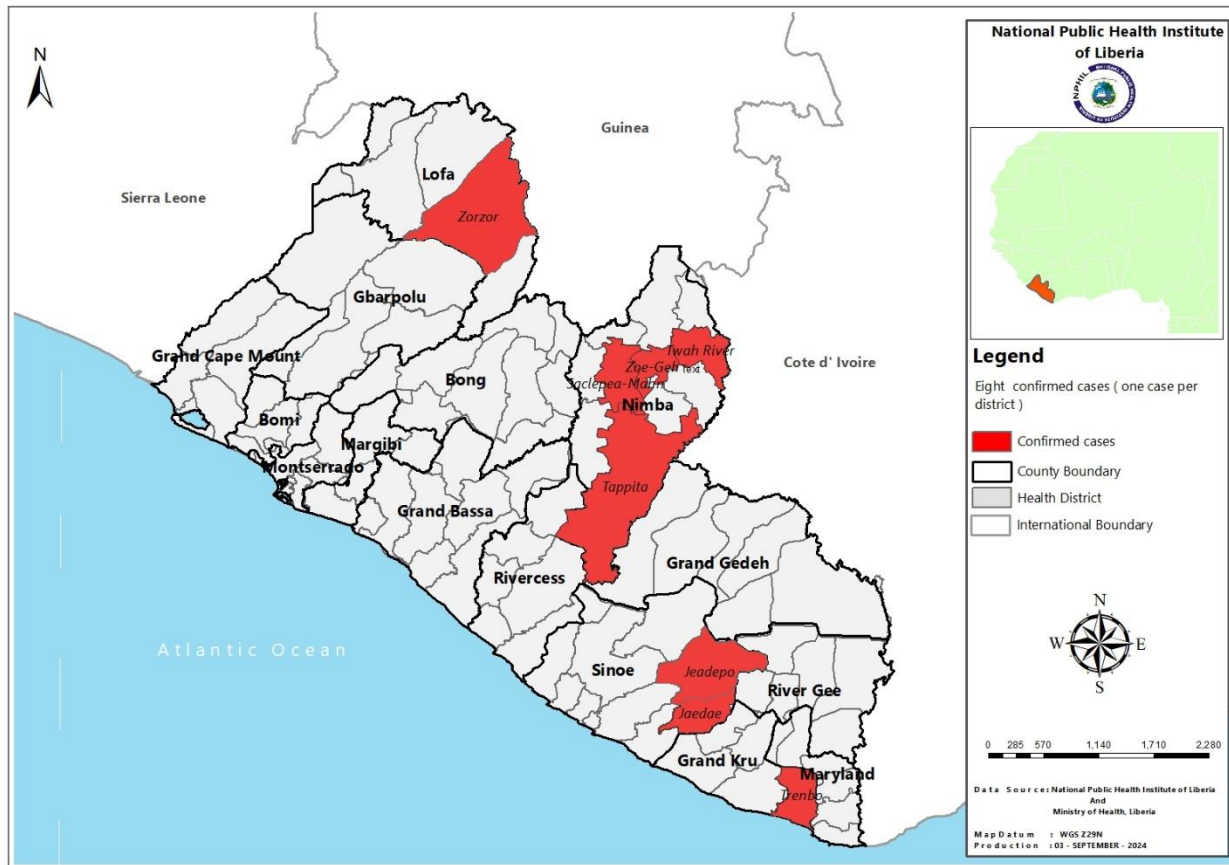 National Public Health Institute
of Liberia
NPHIL
N
Guinea
Sierra Leone
Lofa
Zorzor
Gbarpolu
Grand Cape Mount
Bong
Twah River
Zoe-Geh
Text
Saclepea-Mahn
Nimba
Cote d' Ivoire
Bomi
Margibi
Montserrado
Tappita
Grand Bassa
Grand Gedeh
Rivercess
Atlantic Ocean
Sinoe
Jeadepo
River Gee
Jaedae
Grand Kru
Maryland
Trenbo
Legend
Eight confirmed cases ( one case per
district )
Confirmed cases
County Boundary
Health District
International Boundary
N
W E
S
0 285 570 1,140 1,710 2,280
Data Source: National Public Health Institute of Liberia
And
Ministry of Health, Liberia
Map Datum : WGS Z29N
Production : 03 - SEPTEMBER - 2024